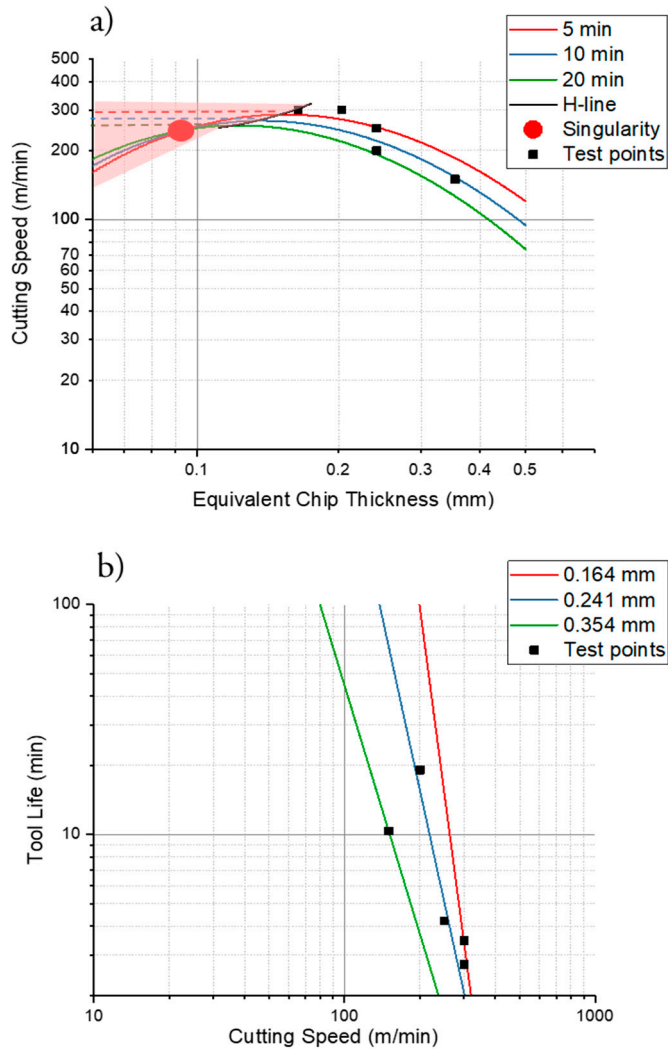 a)
5 min
10 min
20 min
H-line
Singularity
Test points
500
400
300
200
100
70
60
50
40
30
20
10
Cutting Speed (m/min)
0.1
0.2
0.3
0.4
0.5
Equivalent Chip Thickness (mm)
b)
0.164 mm
0.241 mm
0.354 mm
Test points
100
10
Tool Life (min)
10
100
1000
Cutting Speed (m/min)